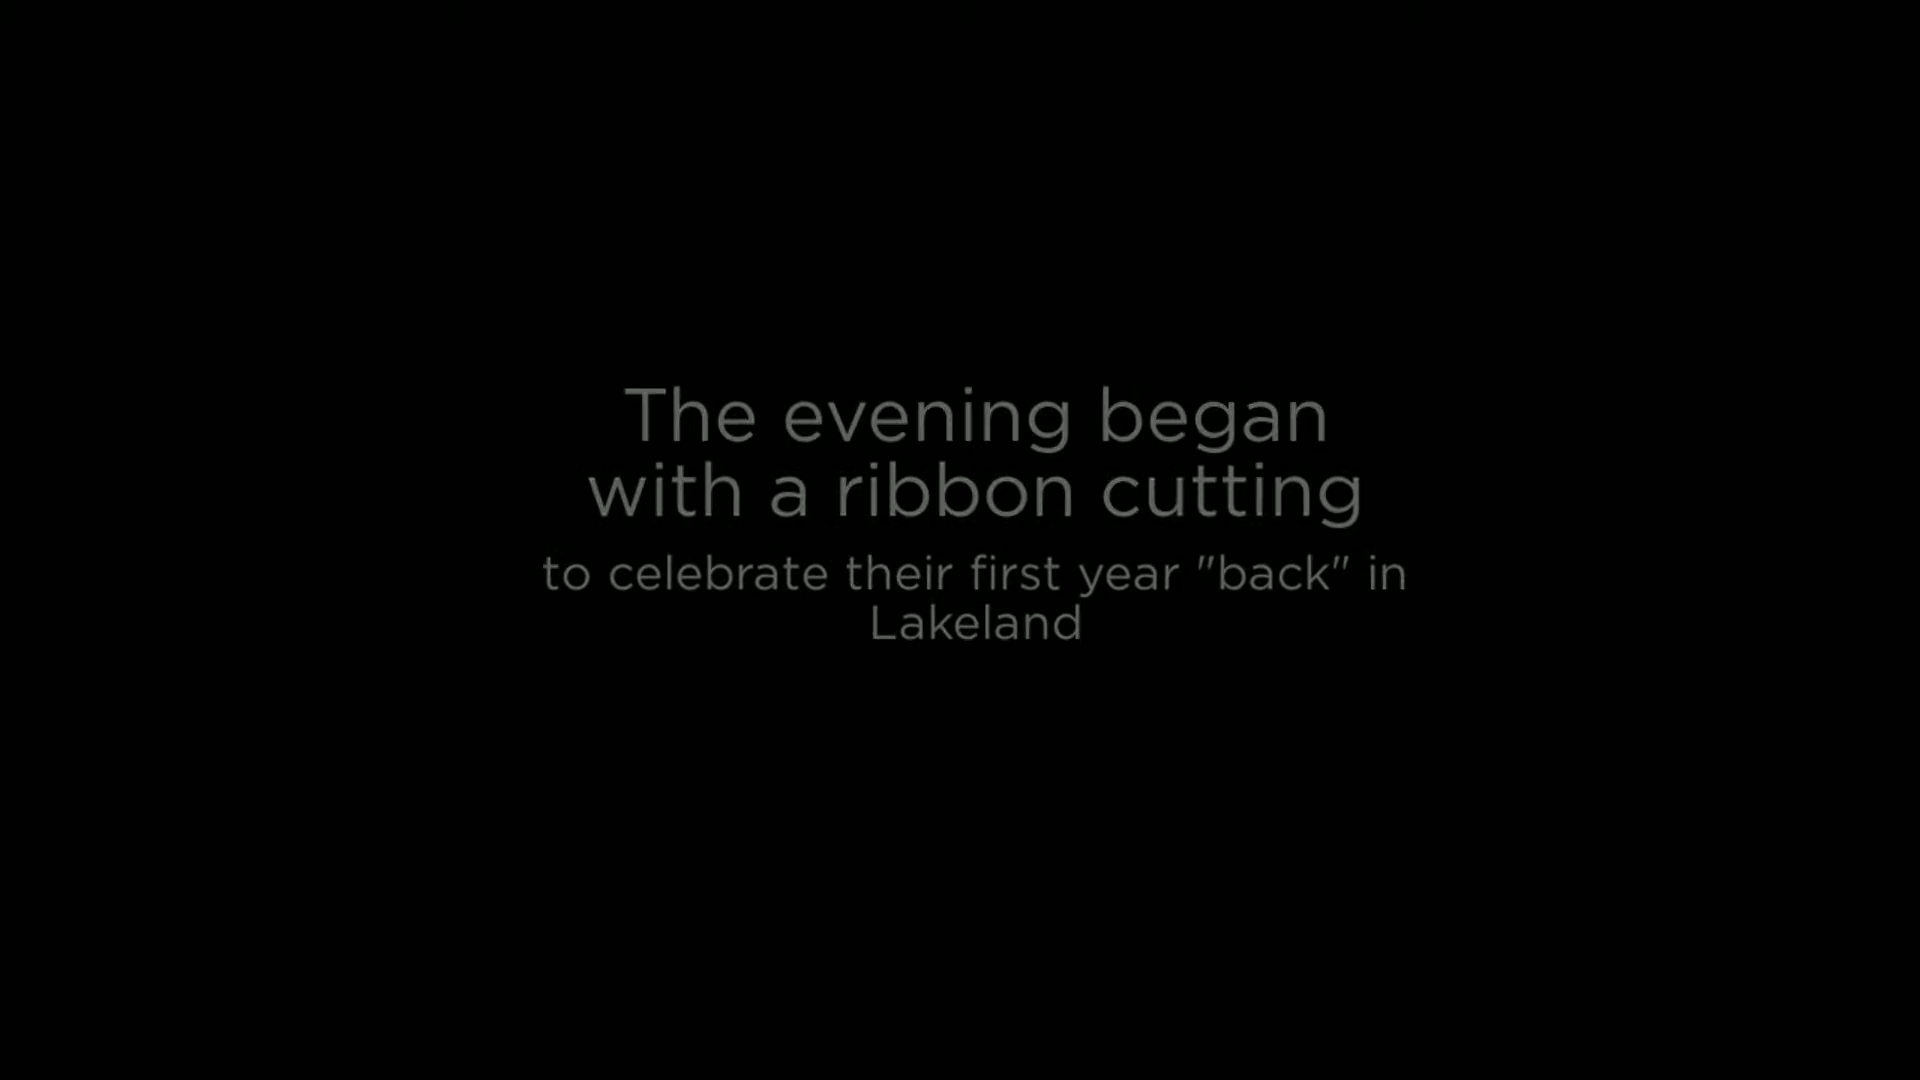 The evening began
with a ribbon cutting
to celebrate their first year "back" in
Lakeland